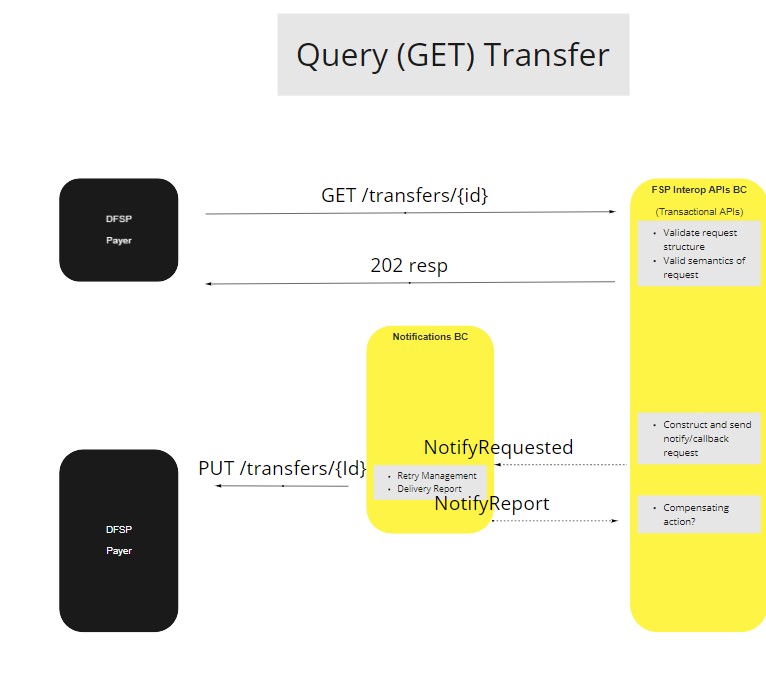 Query (GET) Transfer
DFSP
Payer
GET /transfers/{id}
202 resp
FSP Interop APIs BC
(Transactional APIs)
• Validate request
structure
• Valid semantics of
request
Notifications BC
NotifyRequested
• Construct and send
notify/callback
request
PUT /transfers/{Id}
• Retry Management
• Delivery Report
NotifyReport
• Compensating
action?
DFSP
Payer